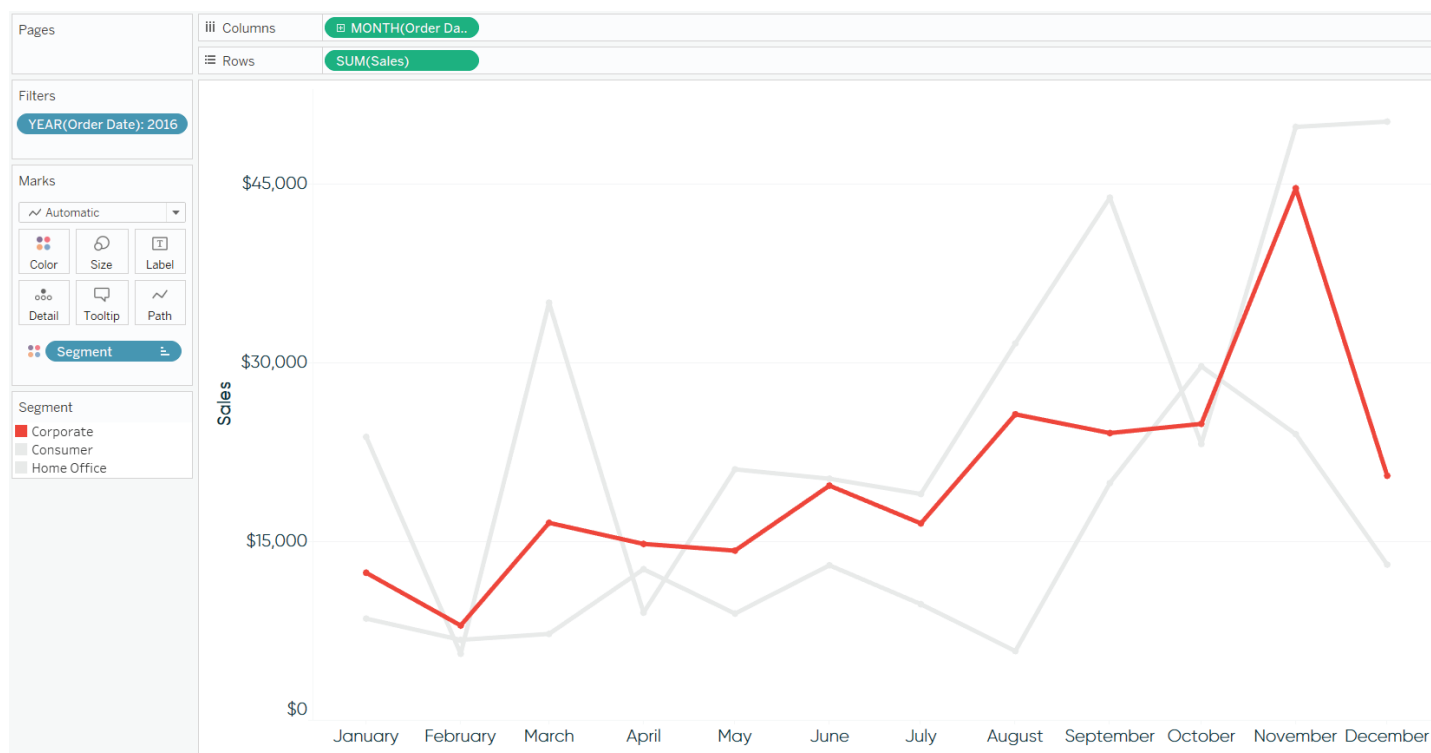 Pages
Columns
MONTH(Order Da..
Rows
SUM(Sales)
Filters
YEAR(Order Date): 2016
Marks
Automatic
Color
Size
T
Label
Detail
Tooltip
Path
Segment
Segment
Corporate
Consumer
Home Office
Sales
$45,000
$30,000
$15,000
$0
January February March April May June July August September October November December